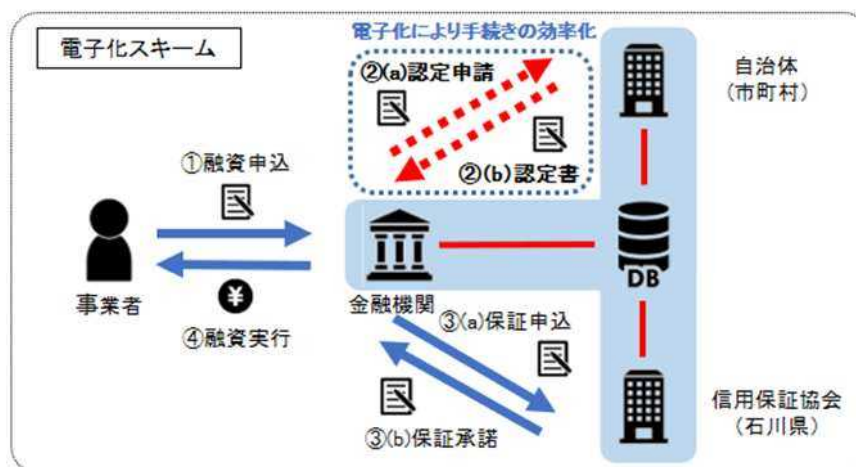 電子化スキーム
電子化により手続きの効率化
②(a)認定申請
②(b)認定書
自治体
(市町村)
①融資申込
事業者
④融資実行
¥
金融機関
DB
③(a)保証申込
③(b)保証承諾
信用保証協会
(石川県)